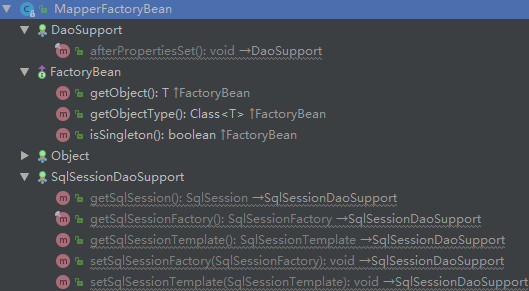 MapperFactoryBean
DaoSupport
afterPropertiesSet(): void →DaoSupport
FactoryBean
getObject(): T ↑FactoryBean
getObjectType(): Class<T> ↑FactoryBean
isSingleton(): boolean ↑FactoryBean
Object
SqlSessionDaoSupport
getSqlSession(): SqlSession →SqlSessionDaoSupport
getSqlSessionFactory(): SqlSessionFactory →SqlSessionDaoSupport
getSqlSessionTemplate(): SqlSessionTemplate →SqlSessionDaoSupport
setSqlSessionFactory(SqlSessionFactory): void →SqlSessionDaoSupport
setSqlSessionTemplate(SqlSessionTemplate): void →SqlSessionDaoSupport